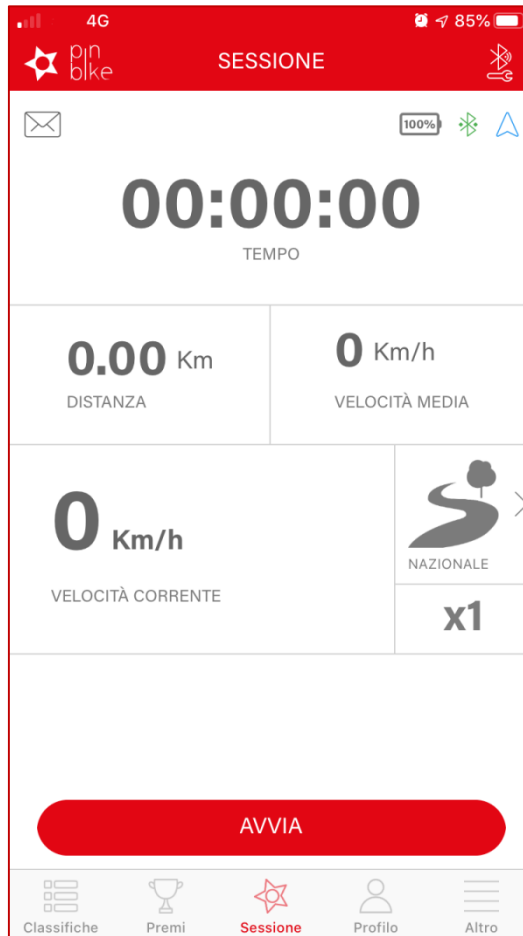 4G
85%
pin
bike
SESSIONE
100%
00:00:00
TEMPO
0.00 Km
DISTANZA
0 Km/h
VELOCITÀ MEDIA
0 Km/h
VELOCITÀ CORRENTE
NAZIONALE
x1
AVVIA
Classifiche
Premi
Sessione
Profilo
Altro